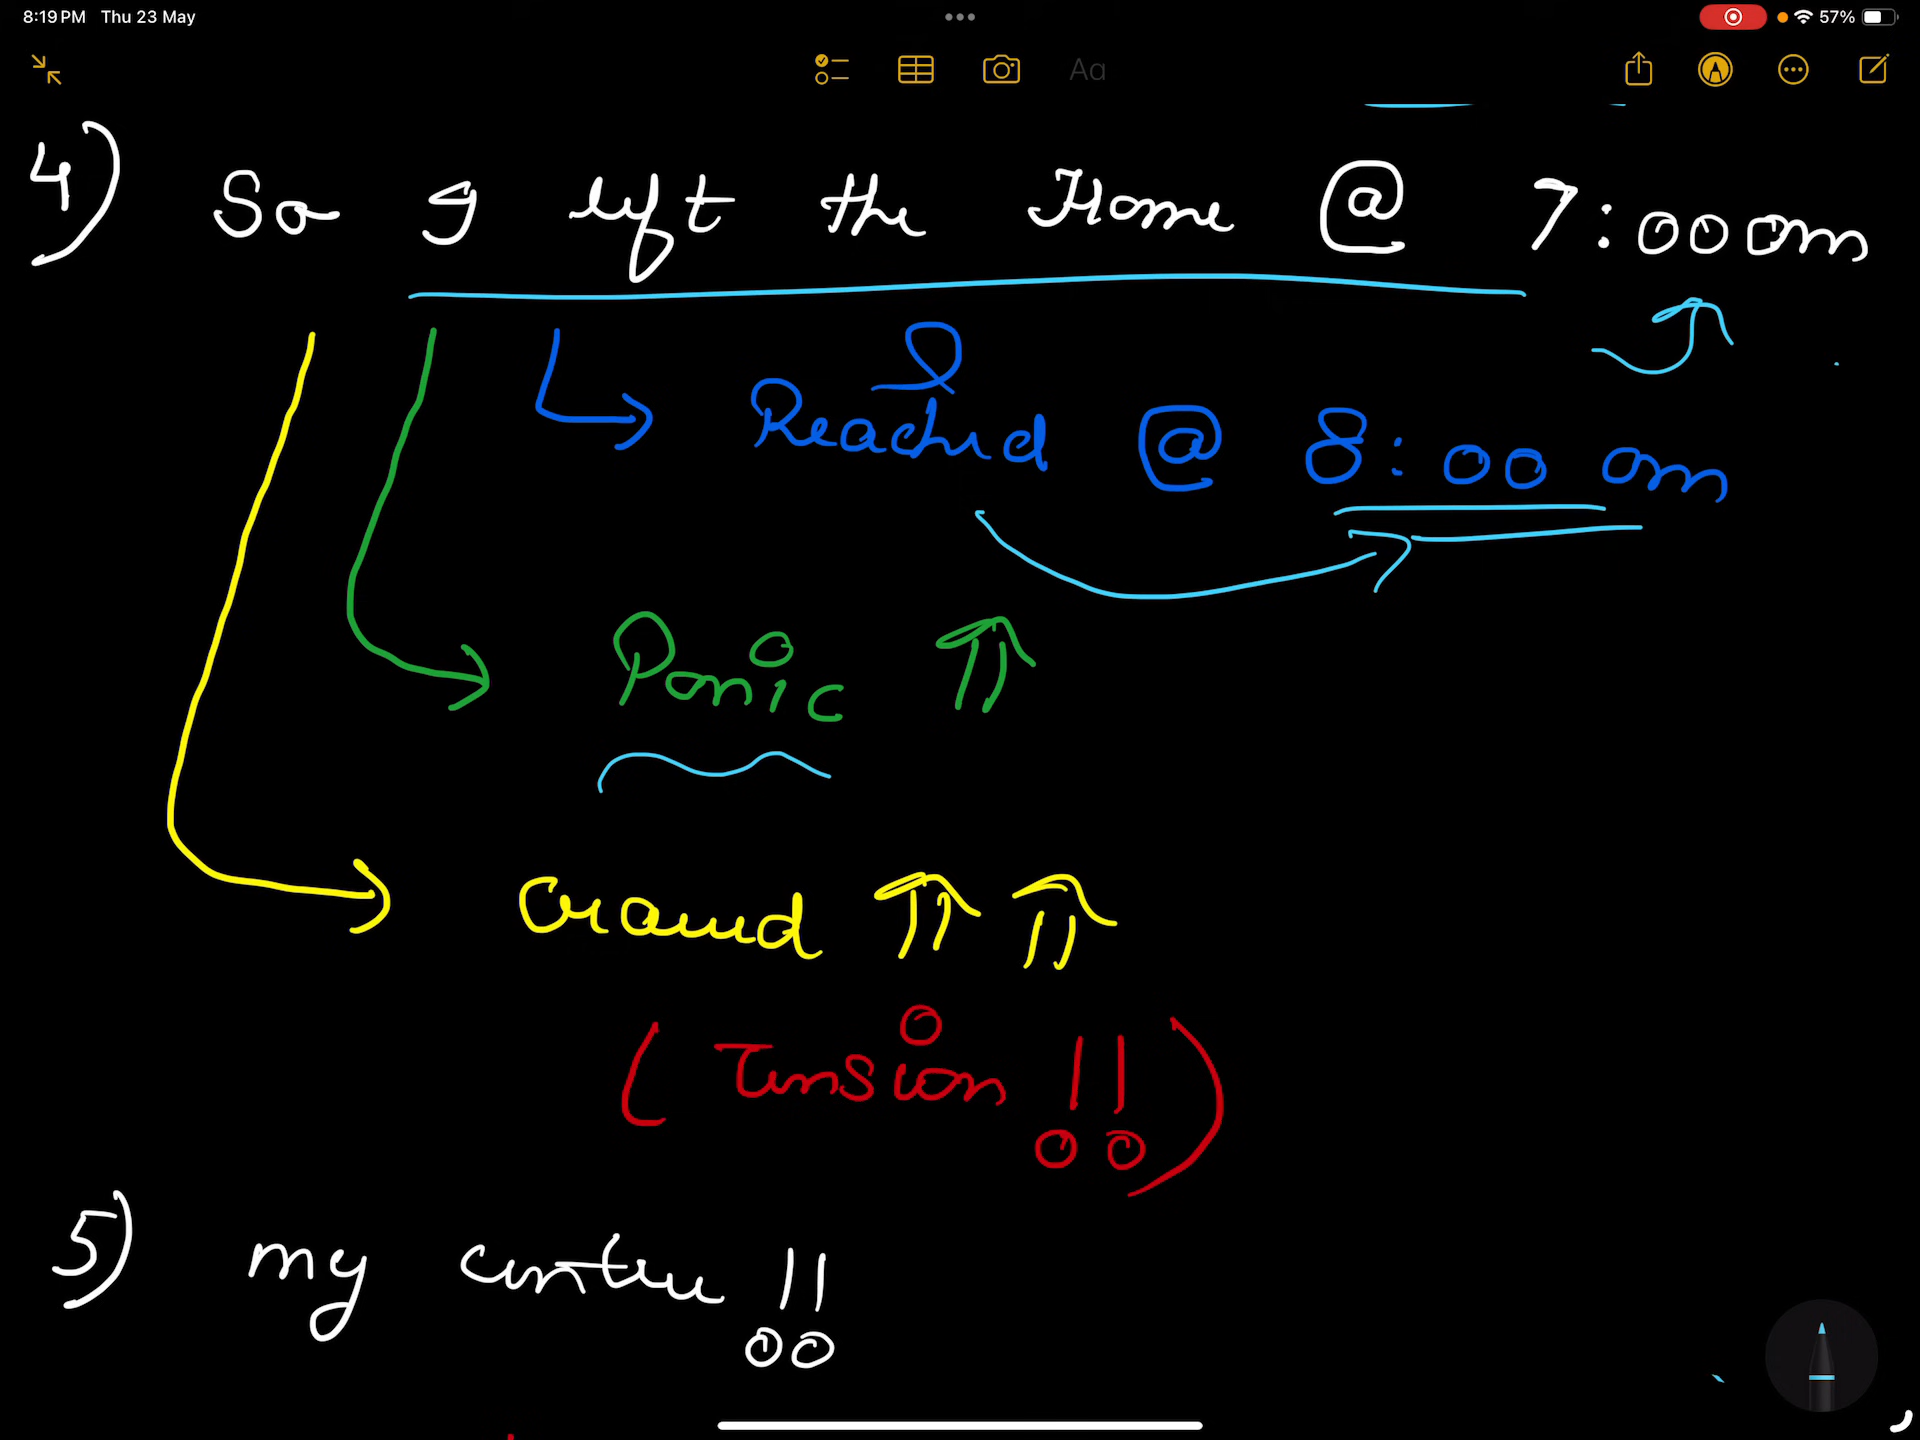 8:19 PM Thu 23 May
57%
Aa
4) So I left the Home @ 7:00am
Reached @ 8:00 am
Panic ⇑
Crowd ⇑ ⇑
( Tension !! )
5) my centre !!